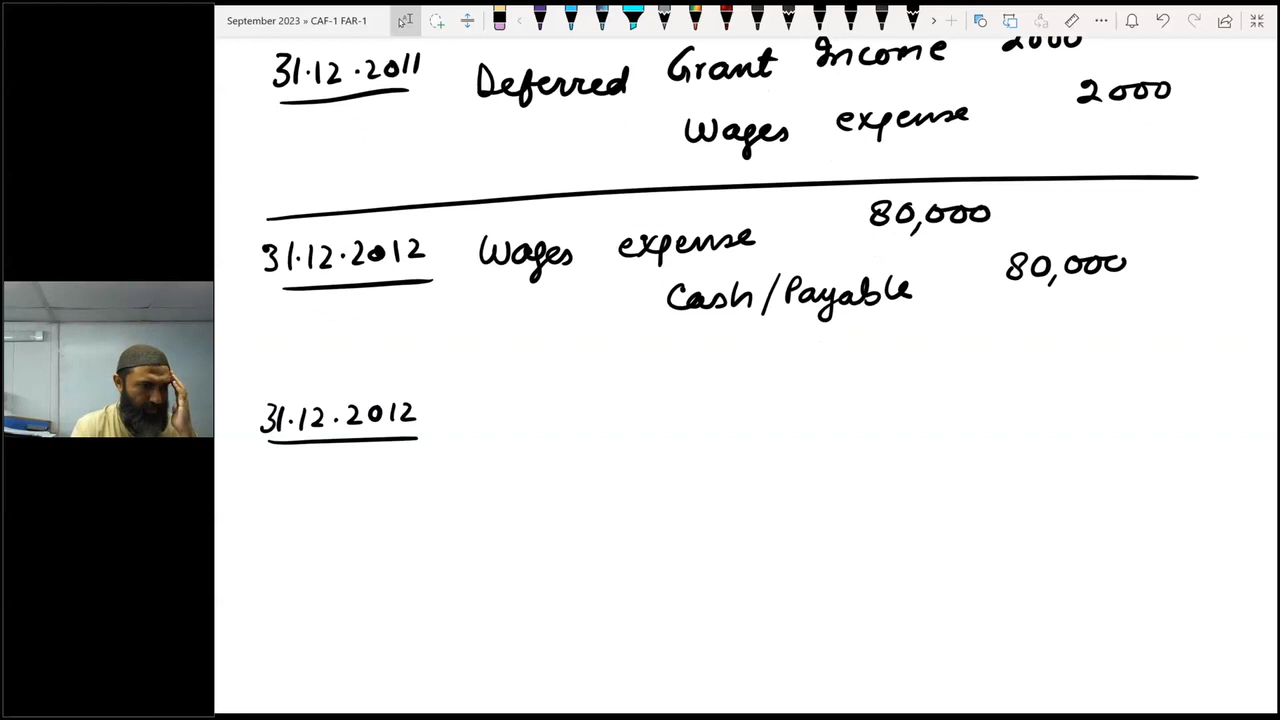 September 2023 » CAF-1 FAR-1
31.12.2011 Deferred Grant Income 2000
Wages expense 2000
31.12.2012 Wages expense 80,000
Cash/Payable 80,000
31.12.2012